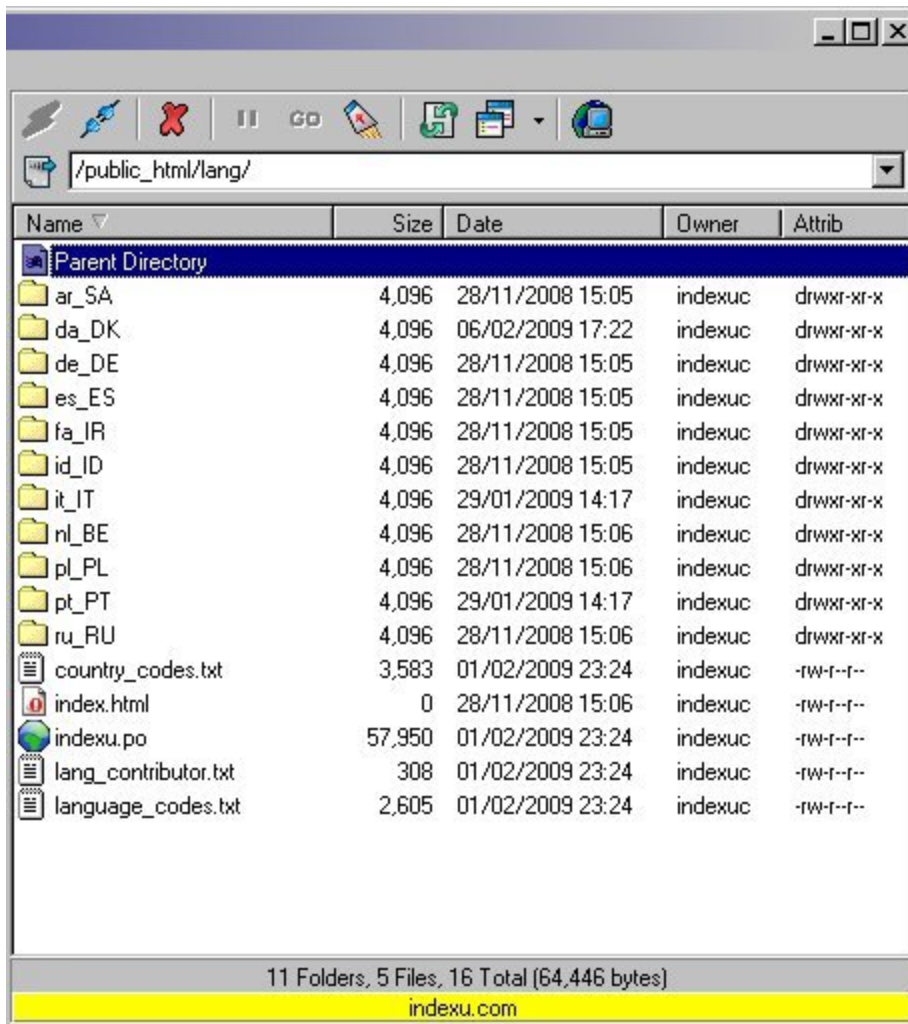 GO
/public_html/lang/
Name Size Date Owner Attrib
Parent Directory
ar_SA 4,096 28/11/2008 15:05 indexuc drwxr-xr-x
da_DK 4,096 06/02/2009 17:22 indexuc drwxr-xr-x
de_DE 4,096 28/11/2008 15:05 indexuc drwxr-xr-x
es_ES 4,096 28/11/2008 15:05 indexuc drwxr-xr-x
fa_IR 4,096 28/11/2008 15:05 indexuc drwxr-xr-x
id_ID 4,096 28/11/2008 15:05 indexuc drwxr-xr-x
it_IT 4,096 29/01/2009 14:17 indexuc drwxr-xr-x
nl_BE 4,096 28/11/2008 15:06 indexuc drwxr-xr-x
pl_PL 4,096 28/11/2008 15:06 indexuc drwxr-xr-x
pt_PT 4,096 29/01/2009 14:17 indexuc drwxr-xr-x
ru_RU 4,096 28/11/2008 15:06 indexuc drwxr-xr-x
country_codes.txt 3,583 01/02/2009 23:24 indexuc -rw-r--r--
index.html 0 28/11/2008 15:06 indexuc -rw-r--r--
indexu.po 57,950 01/02/2009 23:24 indexuc -rw-r--r--
lang_contributor.txt 308 01/02/2009 23:24 indexuc -rw-r--r--
language_codes.txt 2,605 01/02/2009 23:24 indexuc -rw-r--r--
11 Folders, 5 Files, 16 Total (64,446 bytes)
indexu.com